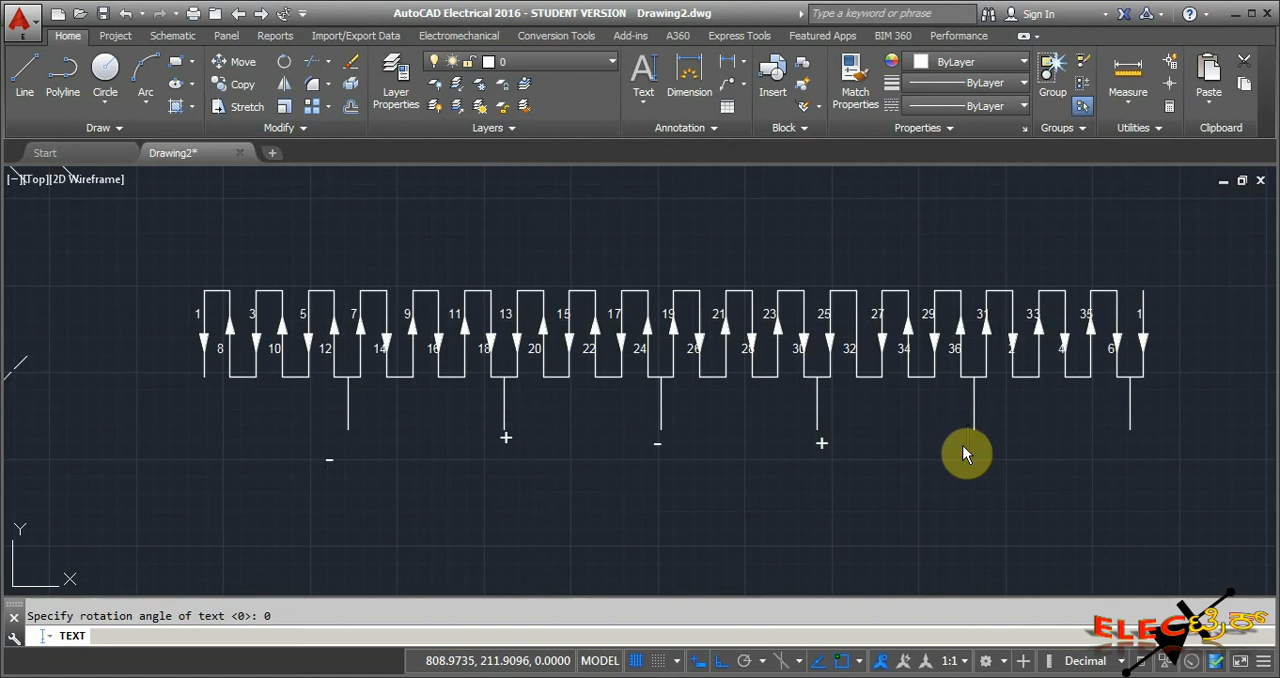 AutoCAD Electrical 2016 - STUDENT VERSION Drawing2.dwg
Type a keyword or phrase
Sign In
Home Project Schematic Panel Reports Import/Export Data Electromechanical Conversion Tools Add-ins A360 Express Tools Featured Apps BIM 360 Performance
Line Polyline Circle Arc
Move
Copy
Stretch
Layer Properties
0
Text Dimension
Insert
Match Properties
ByLayer
ByLayer
ByLayer
Group
Measure
Paste
Draw Modify Layers Annotation Block Properties Groups Utilities Clipboard
Start Drawing2*
[−][Top][2D Wireframe]
1 3 5 7 9 11 13 15 17 19 21 23 25 27 29 31 33 35 1
8 10 12 14 16 18 20 22 24 26 28 30 32 34 36 2 4 6
- + - +
Y
X
Specify rotation angle of text <0>: 0
TEXT
808.9735, 211.9096, 0.0000 MODEL 1:1 Decimal